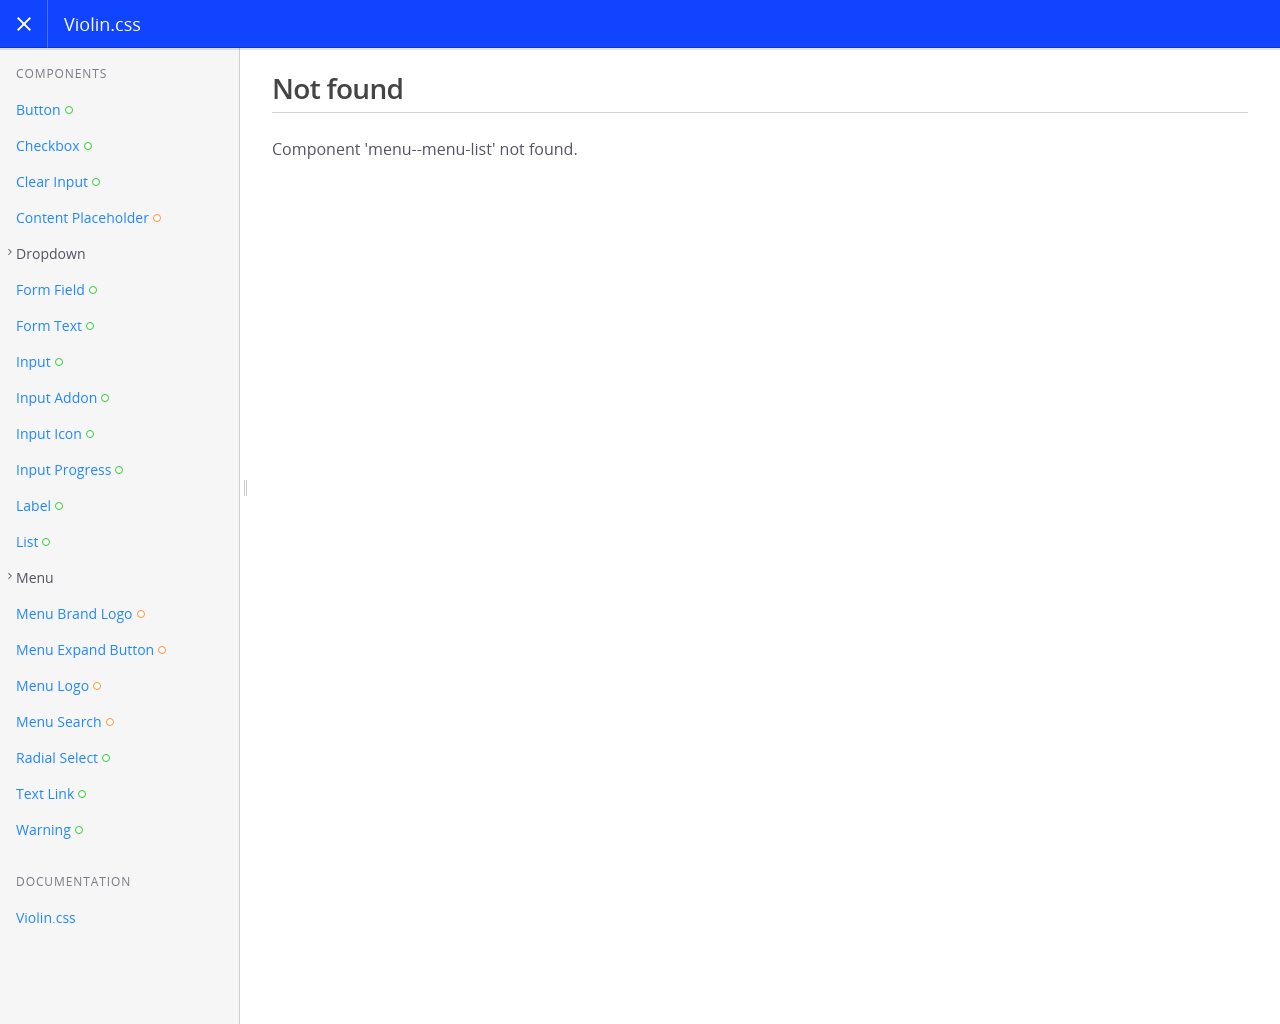 Violin.css
COMPONENTS
Button
Checkbox
Clear Input
Content Placeholder
Dropdown
Form Field
Form Text
Input
Input Addon
Input Icon
Input Progress
Label
List
Menu
Menu Brand Logo
Menu Expand Button
Menu Logo
Menu Search
Radial Select
Text Link
Warning
DOCUMENTATION
Violin.css
Not found
Component 'menu--menu-list' not found.